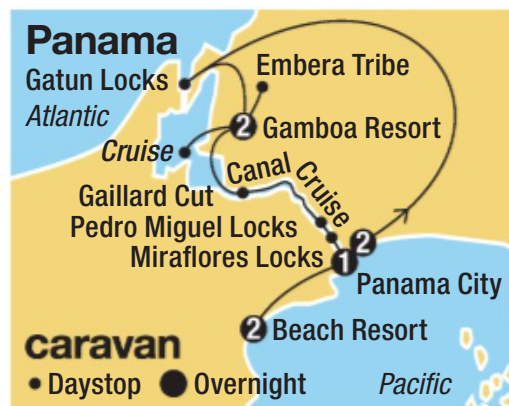 Panama
Gatun Locks
Embera Tribe
Atlantic
2 Gamboa Resort
Cruise
Canal Cruise
Gaillard Cut
Pedro Miguel Locks
Miraflores Locks
2
1
Panama City
2 Beach Resort
caravan
Daystop Overnight Pacific